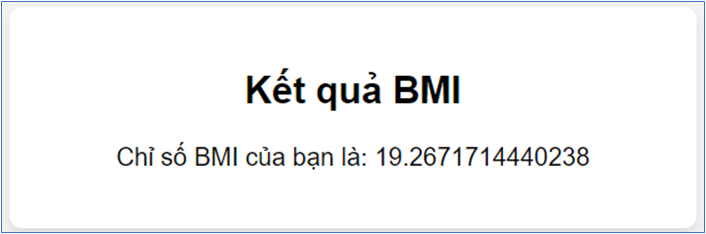 Kết quả BMI
Chỉ số BMI của bạn là: 19.2671714440238